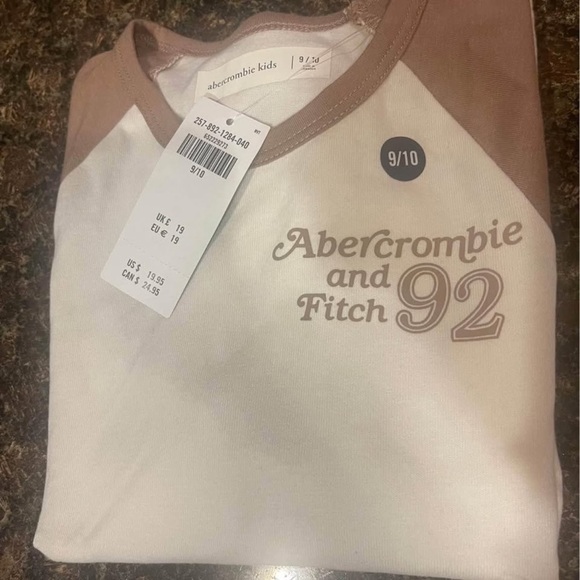 abercrombie kids
9/10
257-892-1284-040
652229273
9/10
UK £ 19
EU € 19
US $ 19.95
CAN $ 24.95
9/10
Abercrombie
and
Fitch 92